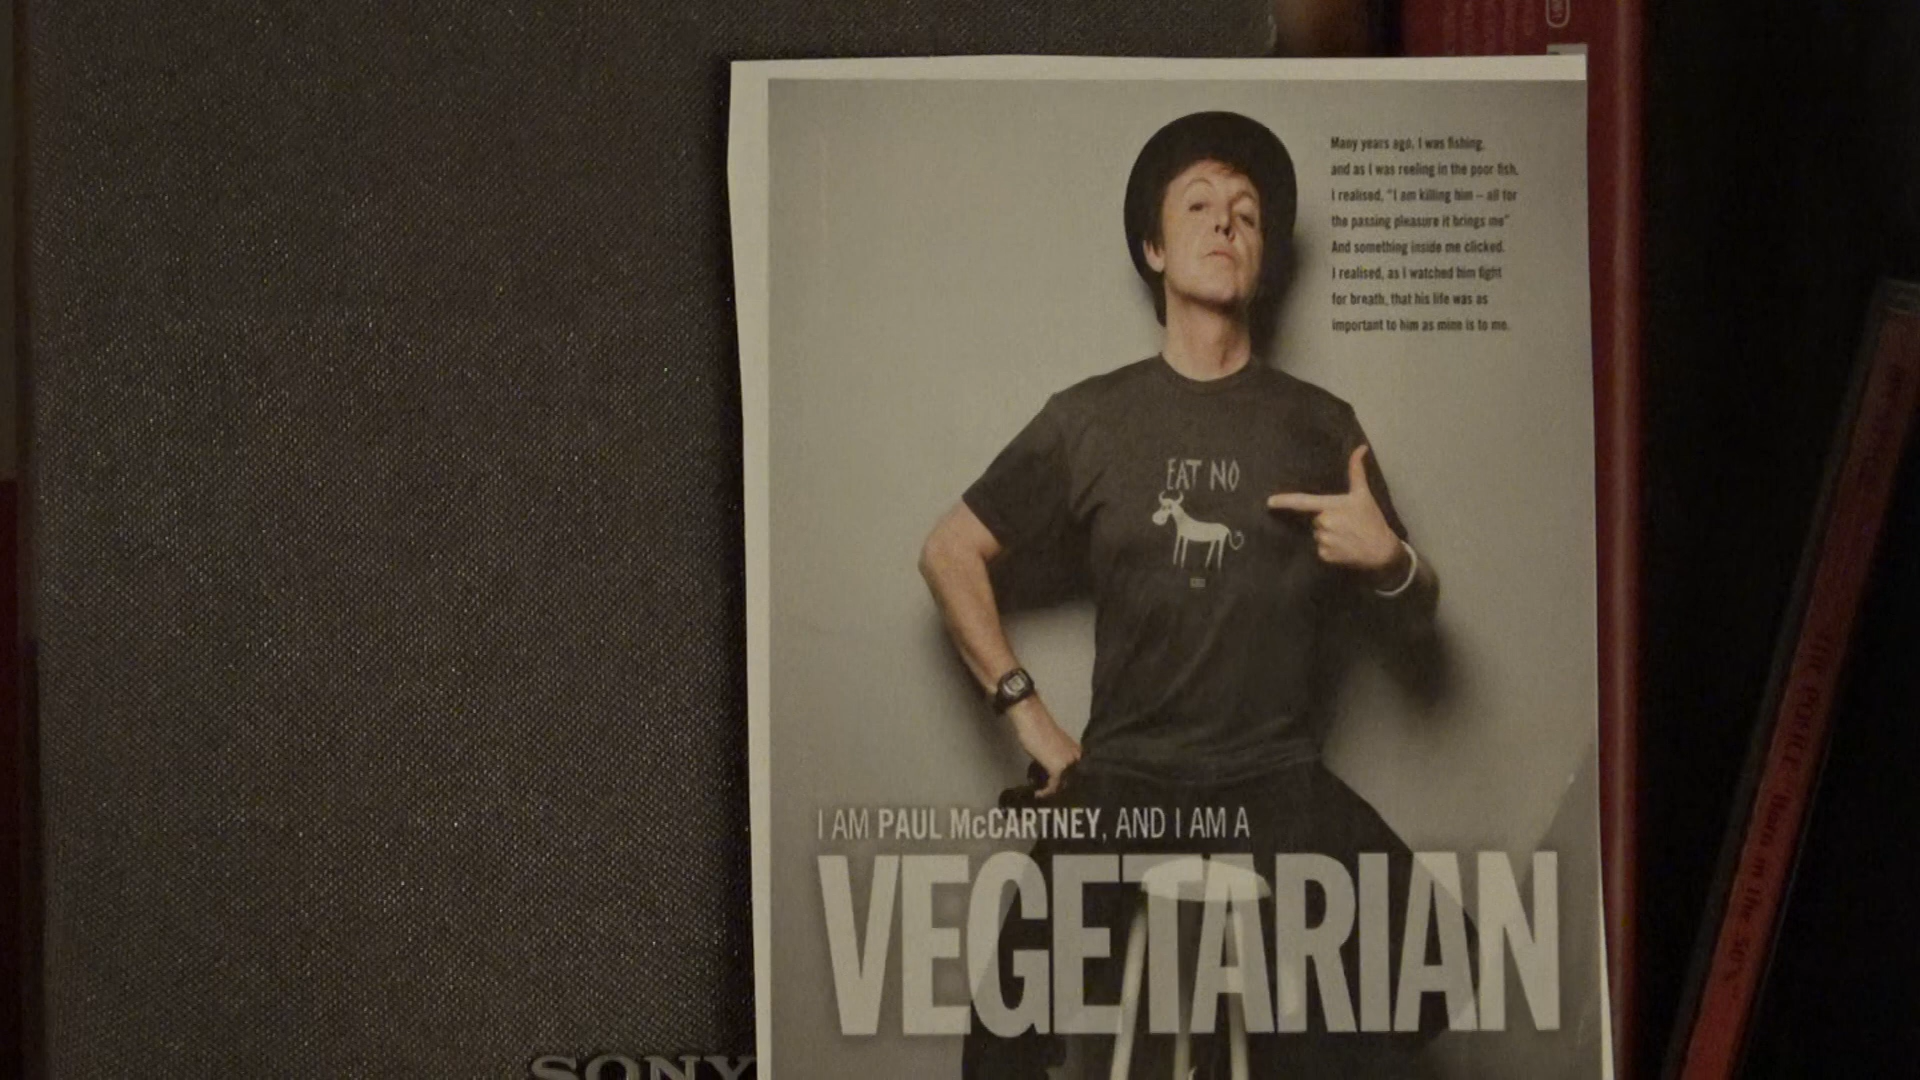 Many years ago, I was fishing,
and as I was reeling in the poor fish,
I realised, "I am killing him – all for
the passing pleasure it brings me"
And something inside me clicked.
I realised, as I watched him fight
for breath, that his life was as
important to him as mine is to me.
EAT NO
I AM PAUL McCARTNEY, AND I AM A
VEGETARIAN
SONY
THE POGUES